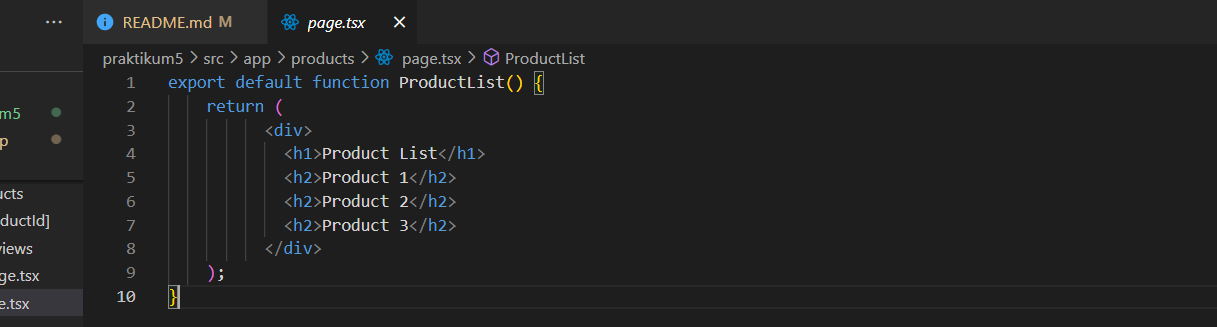 ... README.md M page.tsx ×
praktikum5 > src > app > products > page.tsx > ProductList
1 export default function ProductList() {
2 return (
3 <div>
4 <h1>Product List</h1>
5 <h2>Product 1</h2>
6 <h2>Product 2</h2>
7 <h2>Product 3</h2>
8 </div>
9 );
10 }
m5
p
ucts
ductId]
views
ge.tsx
e.tsx